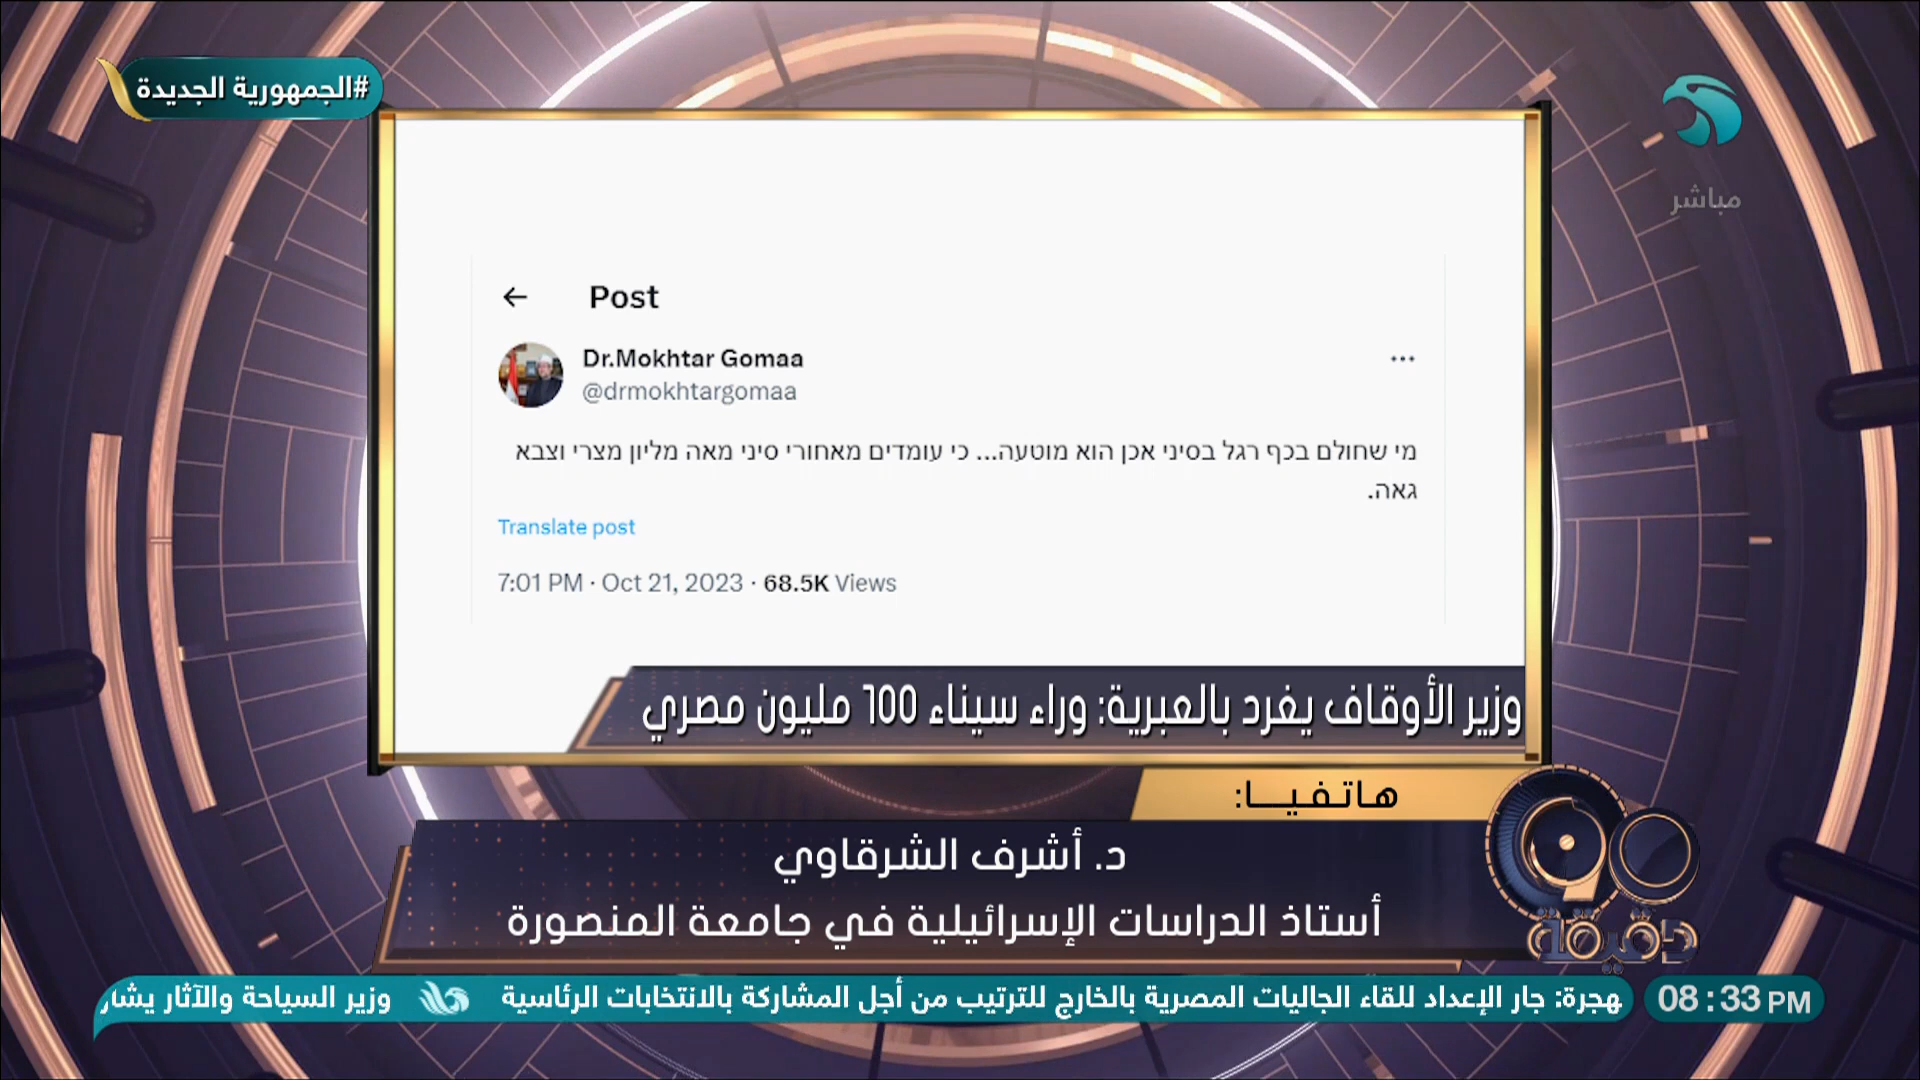 #الجمهورية الجديدة
مباشر
Post
Dr.Mokhtar Gomaa
@drmokhtargomaa
מי שחולם בכף רגל בסיני אכן הוא מוטעה... כי עומדים מאחורי סיני מאה מליון מצרי וצבא
גאה.
Translate post
7:01 PM · Oct 21, 2023 · 68.5K Views
وزير الأوقاف يغرد بالعبرية: وراء سيناء 100 مليون مصري
هاتفيا:
د. أشرف الشرقاوي
أستاذ الدراسات الإسرائيلية في جامعة المنصورة
90
دقيقة
هجرة: جار الإعداد للقاء الجاليات المصرية بالخارج للترتيب من أجل المشاركة بالانتخابات الرئاسية وزير السياحة والآثار يشار
08:33 PM